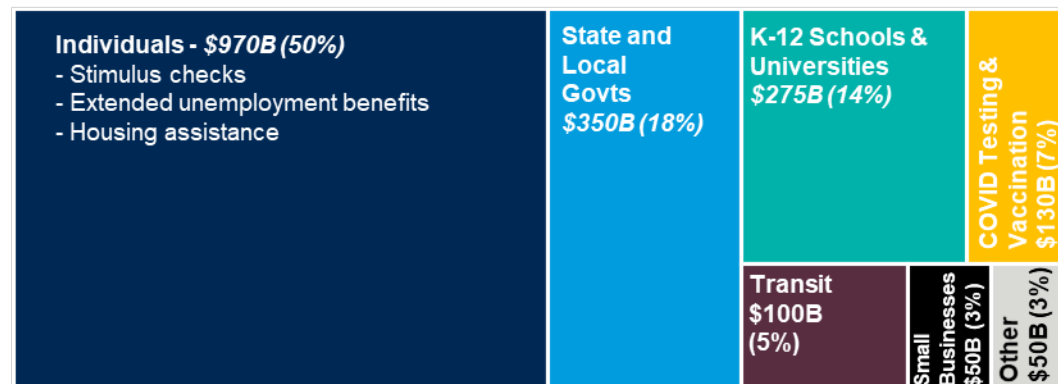 Individuals - $970B (50%)
- Stimulus checks
- Extended unemployment benefits
- Housing assistance
State and
Local
Govts
$350B (18%)
K-12 Schools &
Universities
$275B (14%)
COVID Testing &
Vaccination
$130B (7%)
Transit
$100B
(5%)
Small
Businesses
$50B (3%)
Other
$50B (3%)